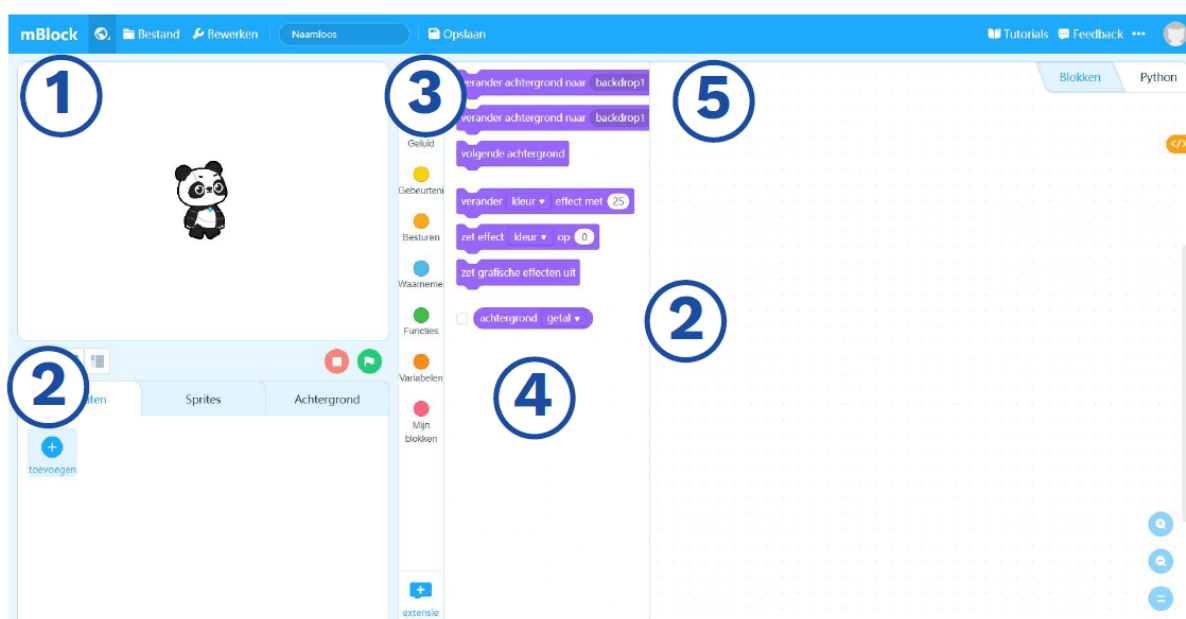 mBlock Bestand Bewerken Naamloos Opslaan Tutorials Feedback
1
3
5
verander achtergrond naar backdrop1
Blokken Python
verander achtergrond naar backdrop1
Geluid
volgende achtergrond
</>
Gebeurteni
verander kleur effect met 25
Besturen
zet effect kleur op 0
Waarneme
zet grafische effecten uit
2
achtergrond getal
Functies
2
Variabelen
4
ten Sprites Achtergrond
Mijn
blokken
toevoegen
extensie